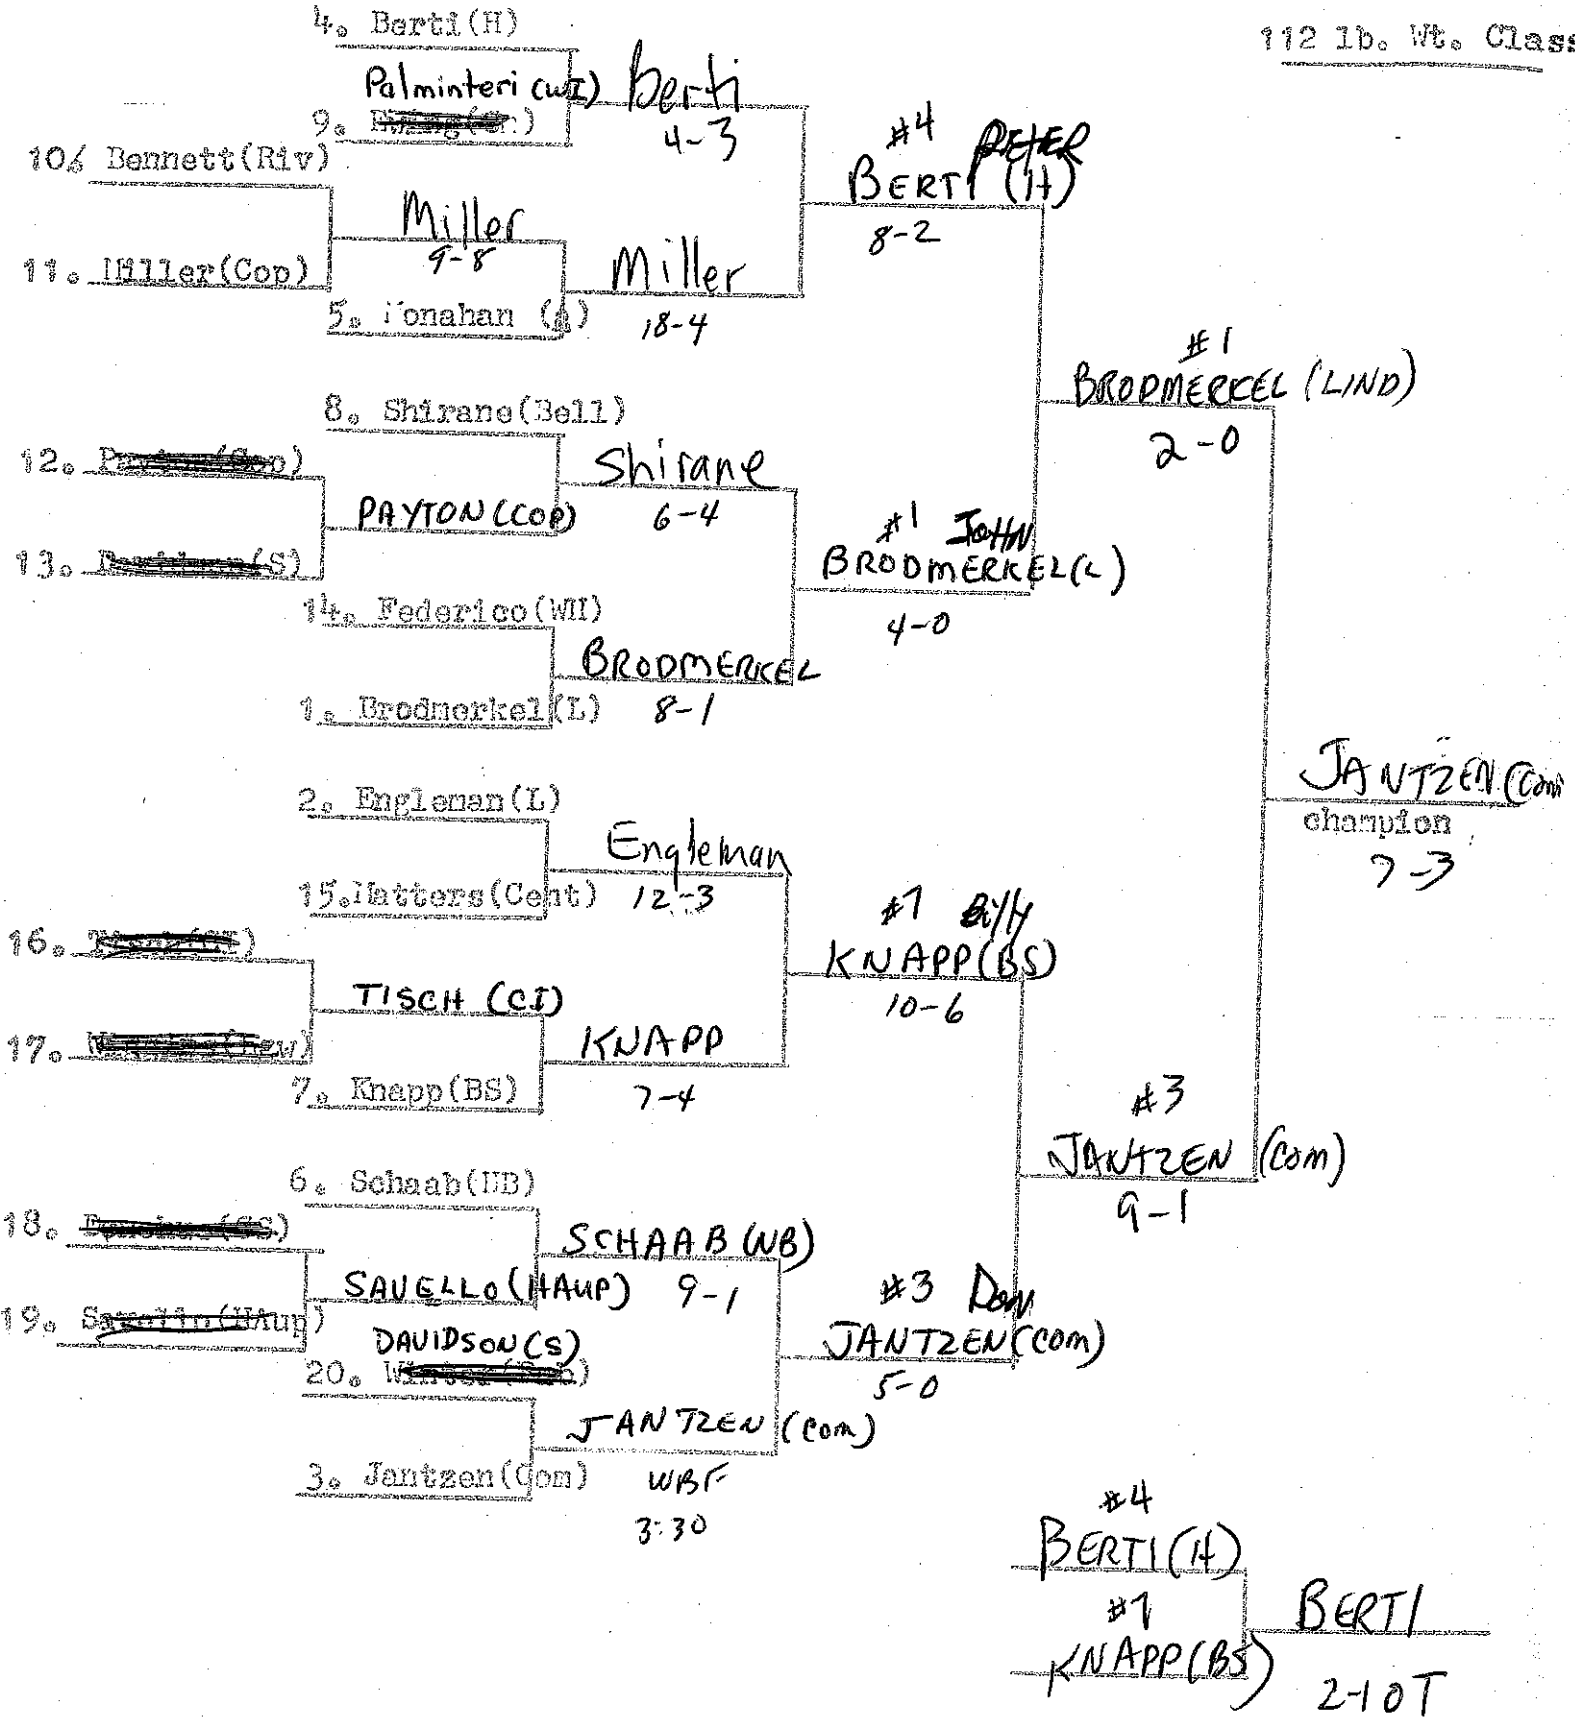 112 lb. Wt. Class
4. Berti(H)
Palminteri (WI)
9.
Berti
4-3
10 Bennett(Riv)
11. Miller(Cop)
Miller
9-8
5. Monahan
Miller
18-4
#4 PETER
BERTI (H)
8-2
8. Shirane(Bell)
12.
13.
PAYTON (COP)
Shirane
6-4
14. Federico(WH)
1. Brodmerkel(L)
BRODMERKEL
8-1
#1 JOHN
BRODMERKEL(L)
4-0
#1
BRODMERKEL (LIND)
2-0
2. Engleman(L)
15. Matters(Cent)
Engleman
12-3
16.
17.
TISCH (CI)
7. Knapp(BS)
KNAPP
7-4
#7 Billy
KNAPP(BS)
10-6
6. Schaab
18.
19.
SAVELLO(HAUP)
SCHAAB
9-1
DAVIDSON(S)
20.
3. Jantzen(Com)
JANTZEN (Com)
WBF
3:30
#3 Don
JANTZEN(Com)
5-0
#3
JANTZEN (Com)
9-1
JANTZEN (Com
champion
7-3
#4
BERTI(H)
#7
KNAPP(BS)
BERTI
2-1 OT